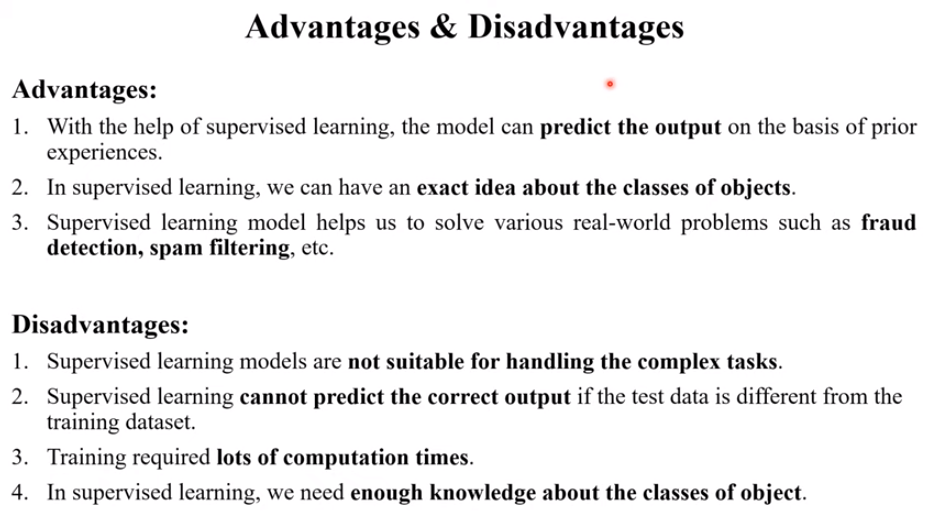 Advantages & Disadvantages
Advantages:
1. With the help of supervised learning, the model can predict the output on the basis of prior
experiences.
2. In supervised learning, we can have an exact idea about the classes of objects.
3. Supervised learning model helps us to solve various real-world problems such as fraud
detection, spam filtering, etc.
Disadvantages:
1. Supervised learning models are not suitable for handling the complex tasks.
2. Supervised learning cannot predict the correct output if the test data is different from the
training dataset.
3. Training required lots of computation times.
4. In supervised learning, we need enough knowledge about the classes of object.